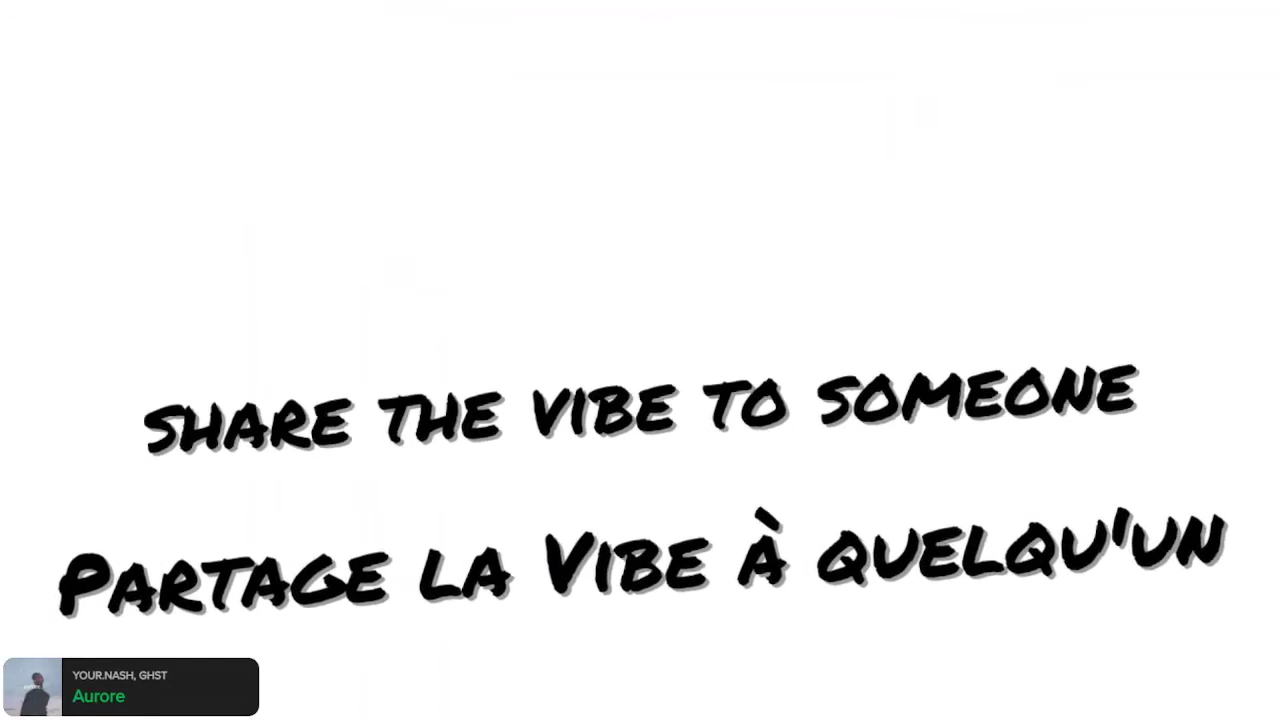 share the vibe to someone
Partage la Vibe à quelqu'un
YOUR.NASH, GHST
Aurore